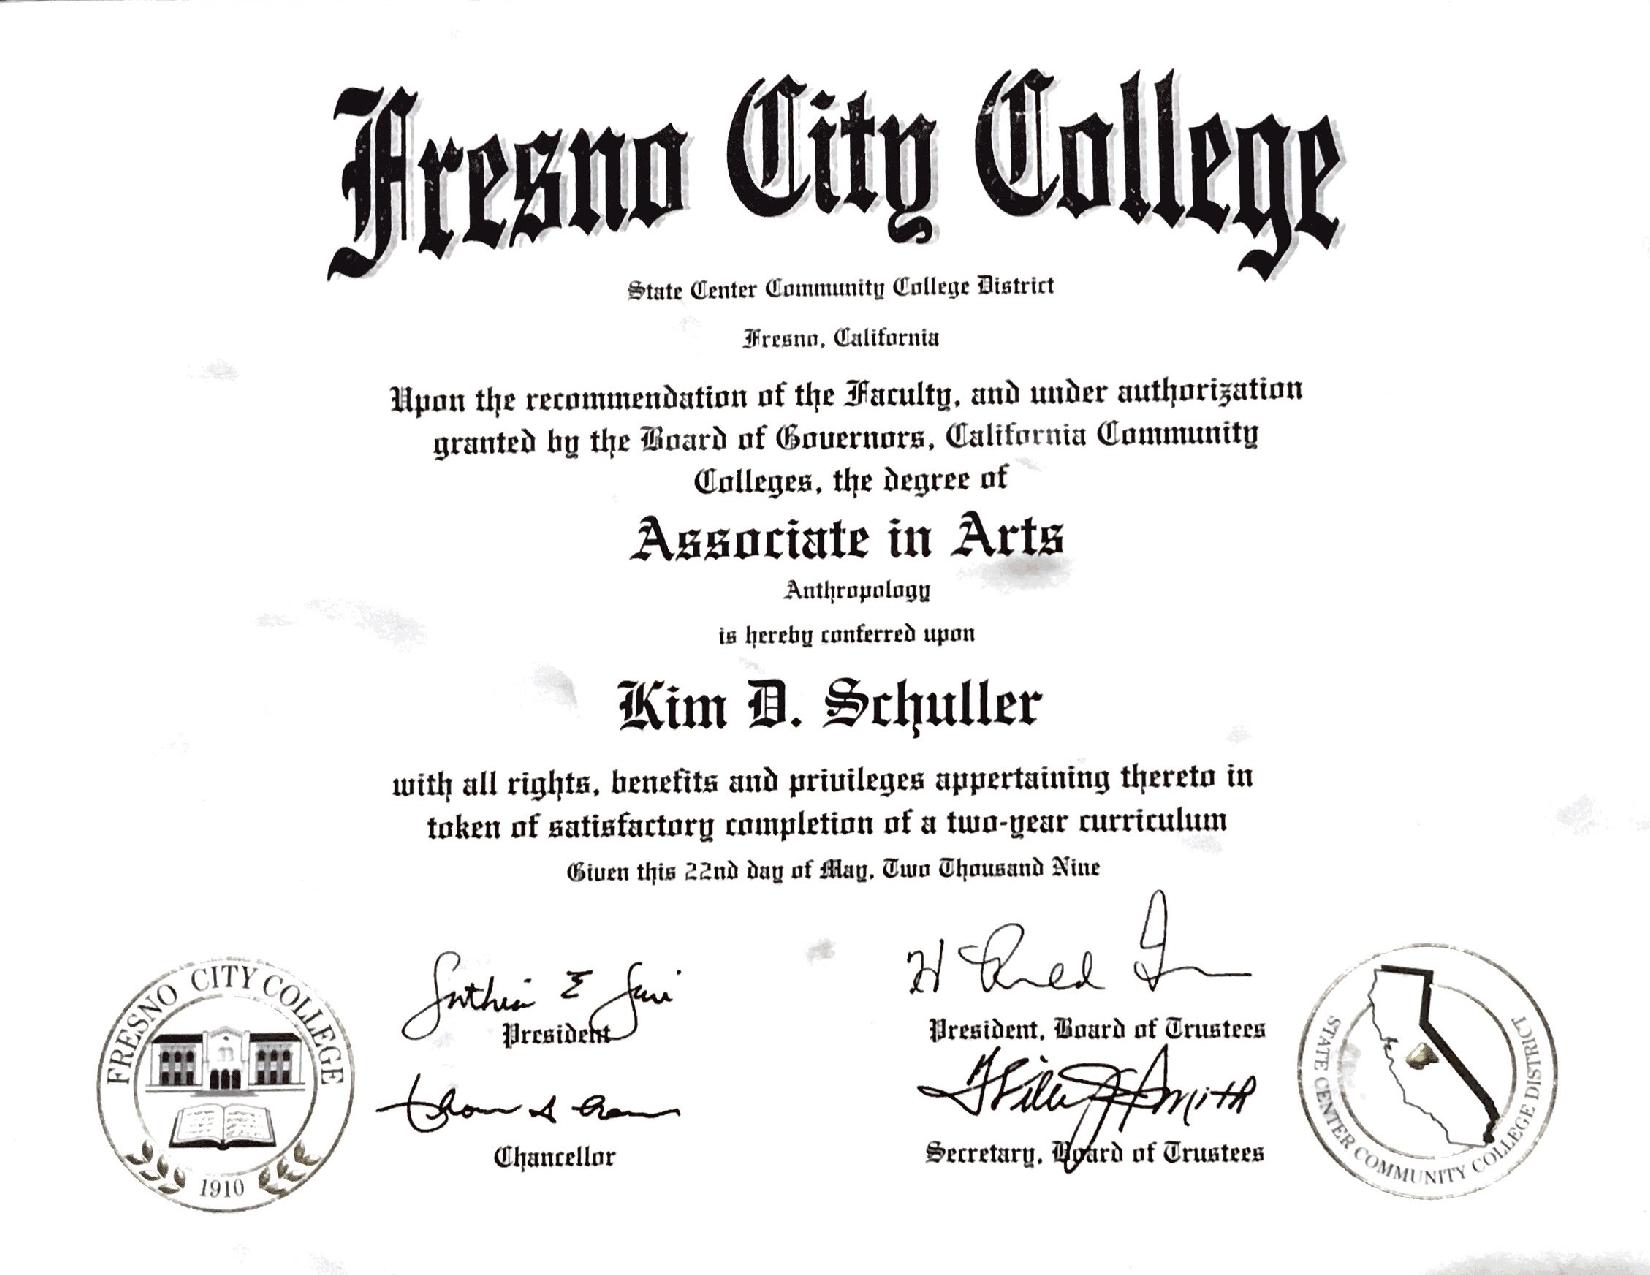 Fresno City College
State Center Community College District
Fresno, California
Upon the recommendation of the Faculty, and under authorization
granted by the Board of Governors, California Community
Colleges, the degree of
Associate in Arts
Anthropology
is hereby conferred upon
Kim D. Schuller
with all rights, benefits and privileges appertaining thereto in
token of satisfactory completion of a two-year curriculum
Given this 22nd day of May, Two Thousand Nine
President
President, Board of Trustees
Smith
Chancellor
Secretary, Board of Trustees
FRESNO CITY COLLEGE
1910
STATE CENTER COMMUNITY COLLEGE DISTRICT